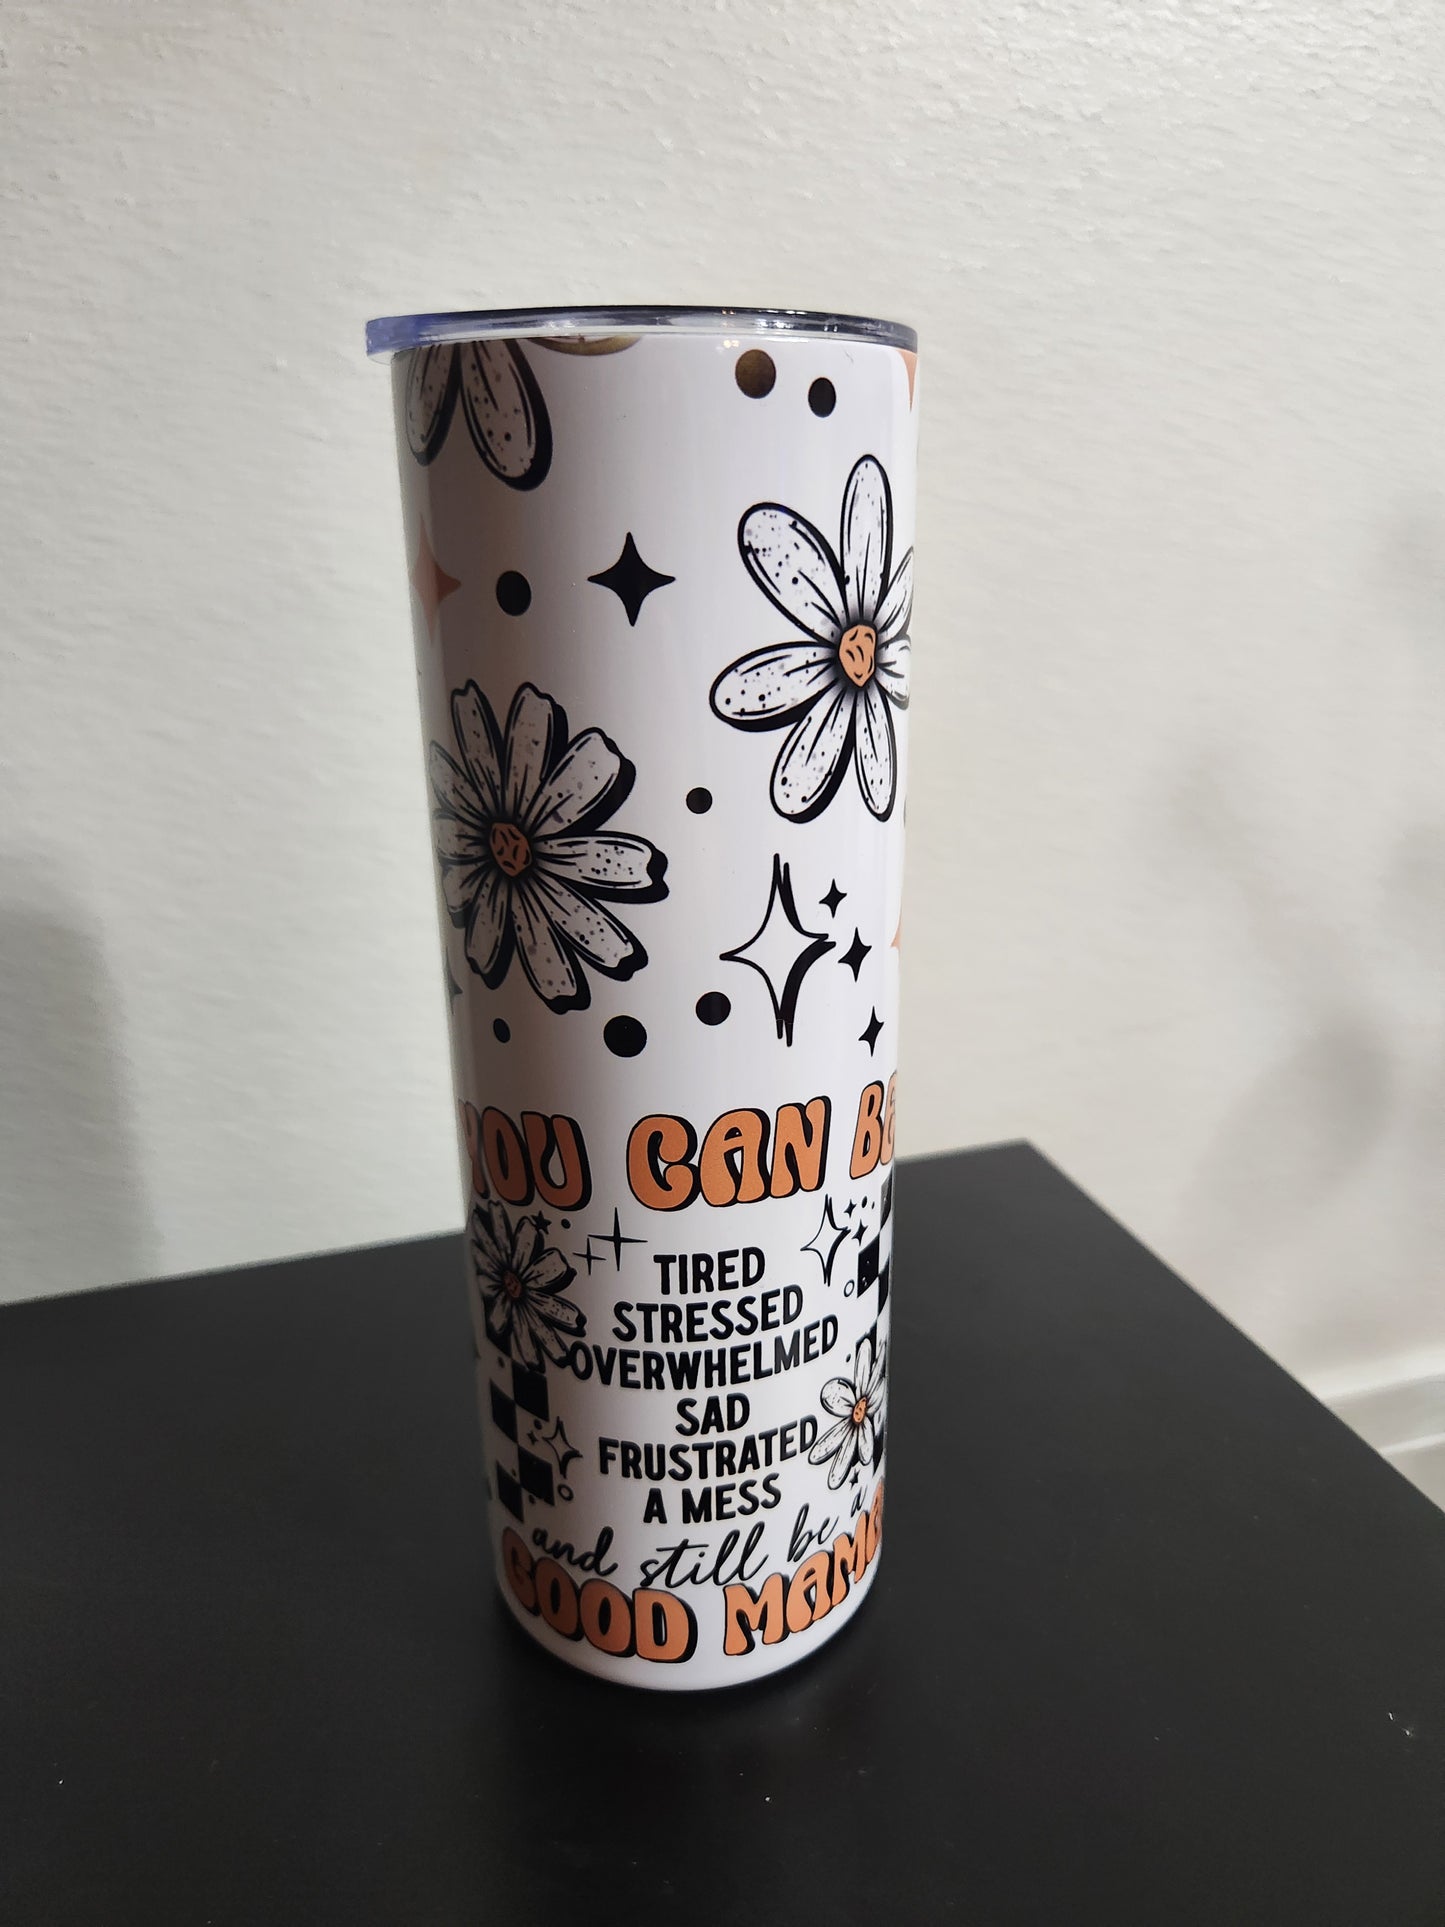 YOU CAN BE
TIRED
STRESSED
OVERWHELMED
SAD
FRUSTRATED
A MESS
and still be a
GOOD MAMA